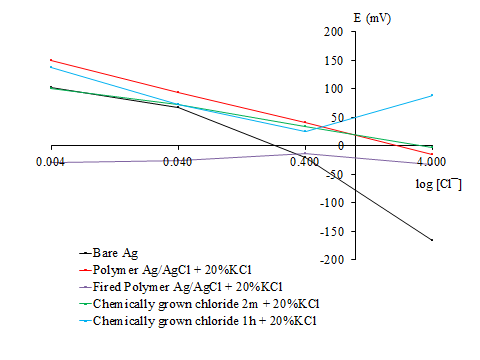 E (mV)
200
150
100
50
0
-50
-100
-150
-200
0.004 0.040 0.400 4.000
log [Cl¯]
Bare Ag
Polymer Ag/AgCl + 20%KCl
Fired Polymer Ag/AgCl + 20%KCl
Chemically grown chloride 2m + 20%KCl
Chemically grown chloride 1h + 20%KCl